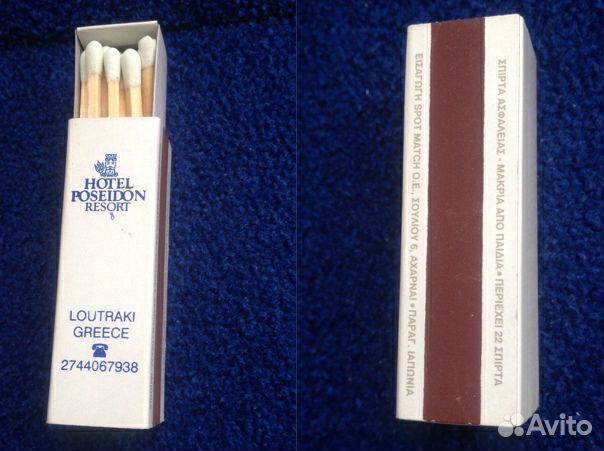 HOTEL
POSEIDON
RESORT
LOUTRAKI
GREECE
☎
2744067938
ΕΙΣΑΓΩΓΗ SPOT MATCH O.E., ΣΟΥΛΙΟΥ 6, ΑΧΑΡΝΑΙ • ΠΑΡΑΓ. ΙΑΠΩΝΙΑ
ΣΠΙΡΤΑ ΑΣΦΑΛΕΙΑΣ - ΜΑΚΡΙΑ ΑΠΟ ΠΑΙΔΙΑ • ΠΕΡΙΕΧΕΙ 22 ΣΠΙΡΤΑ
Avito